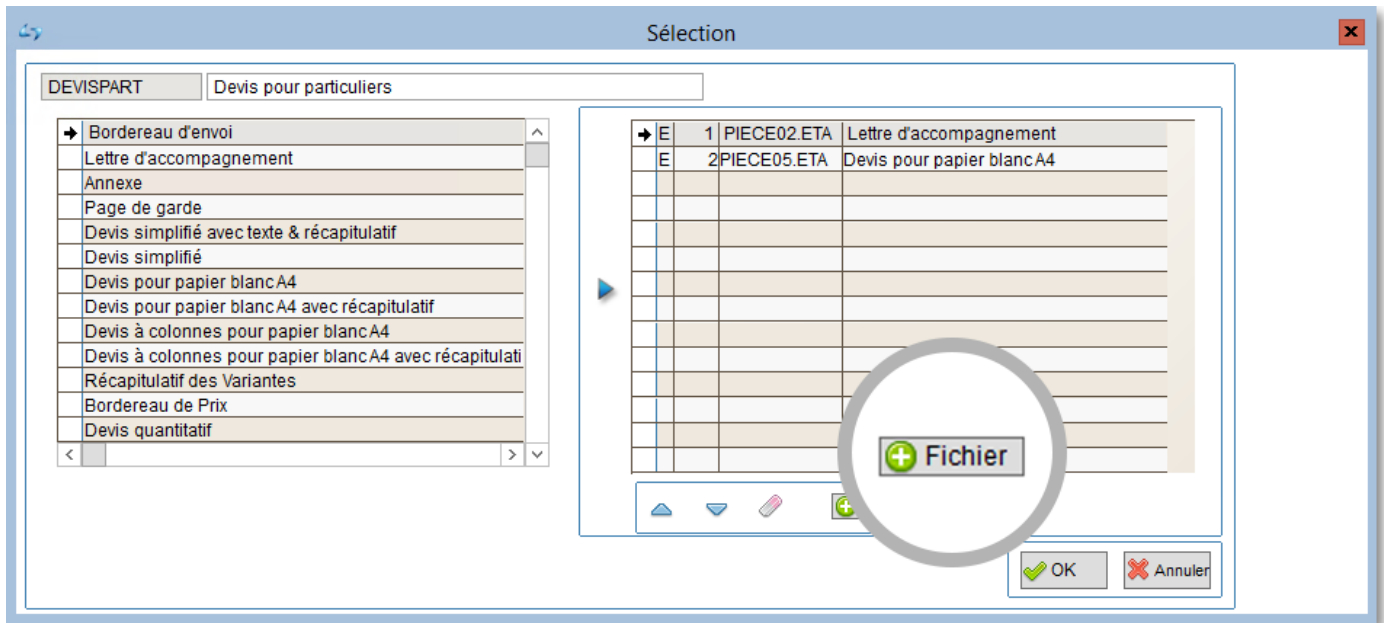 Sélection
DEVISPART Devis pour particuliers
Bordereau d'envoi
Lettre d'accompagnement
Annexe
Page de garde
Devis simplifié avec texte & récapitulatif
Devis simplifié
Devis pour papier blanc A4
Devis pour papier blanc A4 avec récapitulatif
Devis à colonnes pour papier blanc A4
Devis à colonnes pour papier blanc A4 avec récapitulati
Récapitulatif des Variantes
Bordereau de Prix
Devis quantitatif
E 1 PIECE02.ETA Lettre d'accompagnement
E 2 PIECE05.ETA Devis pour papier blanc A4
Fichier
OK Annuler